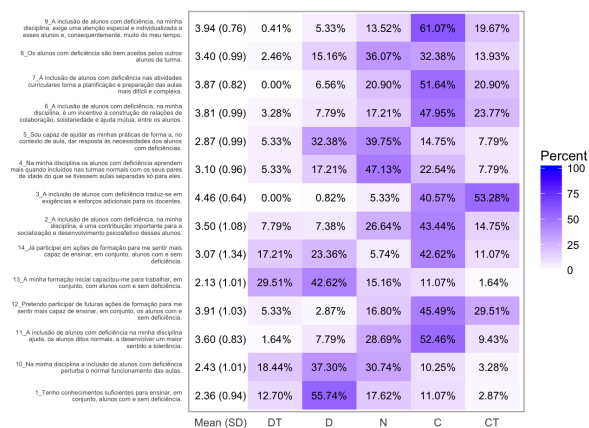 9_A inclusão de alunos com deficiência, na minha
disciplina, exige uma atenção especial e individualizada a
esses alunos e, consequentemente, muito do meu tempo.
3.94 (0.76) 0.41% 5.33% 13.52% 61.07% 19.67%
8_Os alunos com deficiência são bem aceites pelos outros
alunos da turma.
3.40 (0.99) 2.46% 15.16% 36.07% 32.38% 13.93%
7_A inclusão de alunos com deficiência nas atividades
curriculares torna a planificação e preparação das aulas
mais difícil e complexa.
3.87 (0.82) 0.00% 6.56% 20.90% 51.64% 20.90%
6_A inclusão de alunos com deficiência, na minha
disciplina, é um incentivo à construção de relações de
colaboração, solidariedade e ajuda mútua, entre os alunos.
3.81 (0.99) 3.28% 7.79% 17.21% 47.95% 23.77%
5_Sou capaz de ajudar as minhas práticas de forma a, no
contexto de aula, dar resposta às necessidades dos alunos
com deficiências.
2.87 (0.99) 5.33% 32.38% 39.75% 14.75% 7.79%
4_Na minha disciplina os alunos com deficiência aprendem
mais quando incluídos nas turmas normais com os seus pares
de idade do que se tivessem aulas separadas só para eles.
3.10 (0.96) 5.33% 17.21% 47.13% 22.54% 7.79%
3_A inclusão de alunos com deficiência traduz-se em
exigências e esforços adicionais para os docentes.
4.46 (0.64) 0.00% 0.82% 5.33% 40.57% 53.28%
2_A inclusão de alunos com deficiência, na minha
disciplina, é uma contribuição importante para a
socialização e desenvolvimento psicoafetivo desses alunos.
3.50 (1.08) 7.79% 7.38% 26.64% 43.44% 14.75%
14_Já participei em ações de formação para me sentir mais
capaz de ensinar, em conjunto, alunos com e sem
deficiência.
3.07 (1.34) 17.21% 23.36% 5.74% 42.62% 11.07%
13_A minha formação inicial capacitou-me para trabalhar, em
conjunto, com alunos com e sem deficiência.
2.13 (1.01) 29.51% 42.62% 15.16% 11.07% 1.64%
12_Pretendo participar de futuras ações de formação para me
sentir mais capaz de ensinar, em conjunto, os alunos com e
sem deficiência.
3.91 (1.03) 5.33% 2.87% 16.80% 45.49% 29.51%
11_A inclusão de alunos com deficiência na minha disciplina
ajuda, os alunos ditos normais, a desenvolver um maior
sentido a tolerância.
3.60 (0.83) 1.64% 7.79% 28.69% 52.46% 9.43%
10_Na minha disciplina a inclusão de alunos com deficiência
perturba o normal funcionamento das aulas.
2.43 (1.01) 18.44% 37.30% 30.74% 10.25% 3.28%
1_Tenho conhecimentos suficientes para ensinar, em
conjunto, alunos com e sem deficiência.
2.36 (0.94) 12.70% 55.74% 17.62% 11.07% 2.87%
Mean (SD) DT D N C CT
Percent
100
75
50
25
0